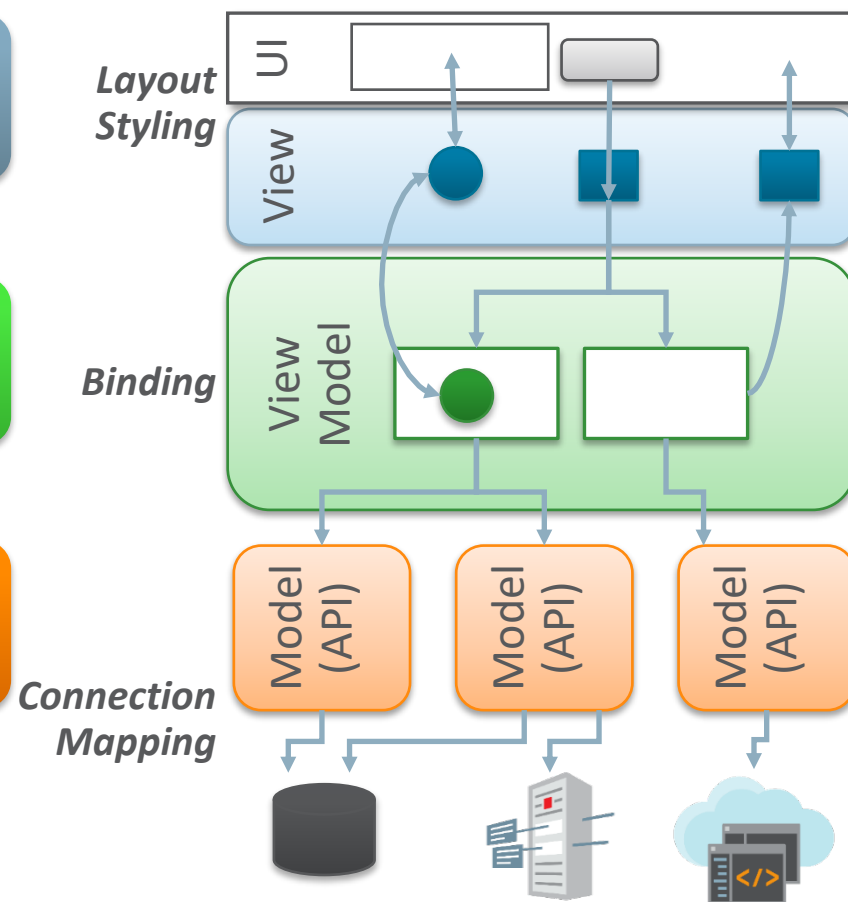 Layout
Styling
UI
View
Binding
View
Model
Model
(API)
Model
(API)
Model
(API)
Connection
Mapping
</>